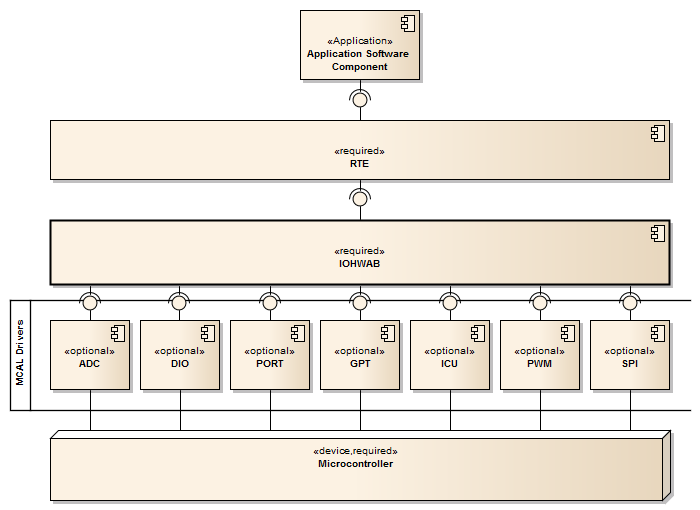 «Application»
Application Software
Component
«required»
RTE
«required»
IOHWAB
MCAL Drivers
«optional»
ADC
«optional»
DIO
«optional»
PORT
«optional»
GPT
«optional»
ICU
«optional»
PWM
«optional»
SPI
«device,required»
Microcontroller